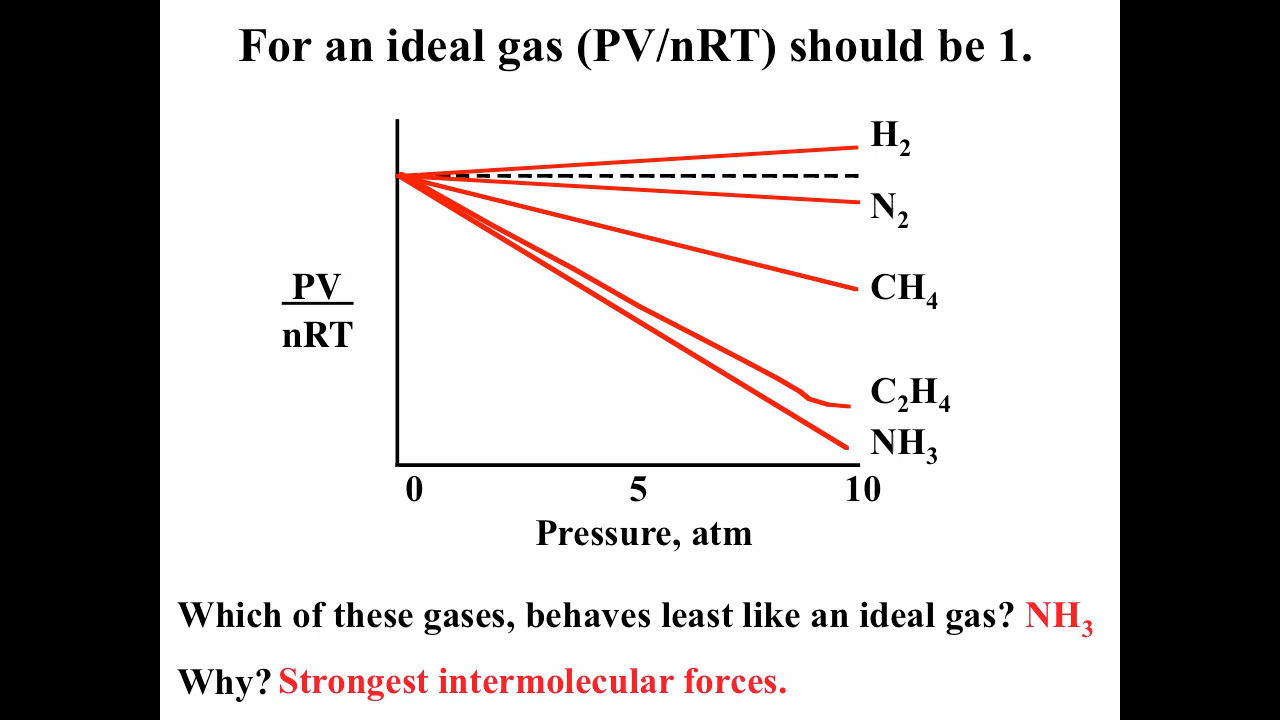 For an ideal gas (PV/nRT) should be 1.
H₂
N₂
PV
nRT
CH₄
C₂H₄
NH₃
0 5 10
Pressure, atm
Which of these gases, behaves least like an ideal gas? NH₃
Why? Strongest intermolecular forces.